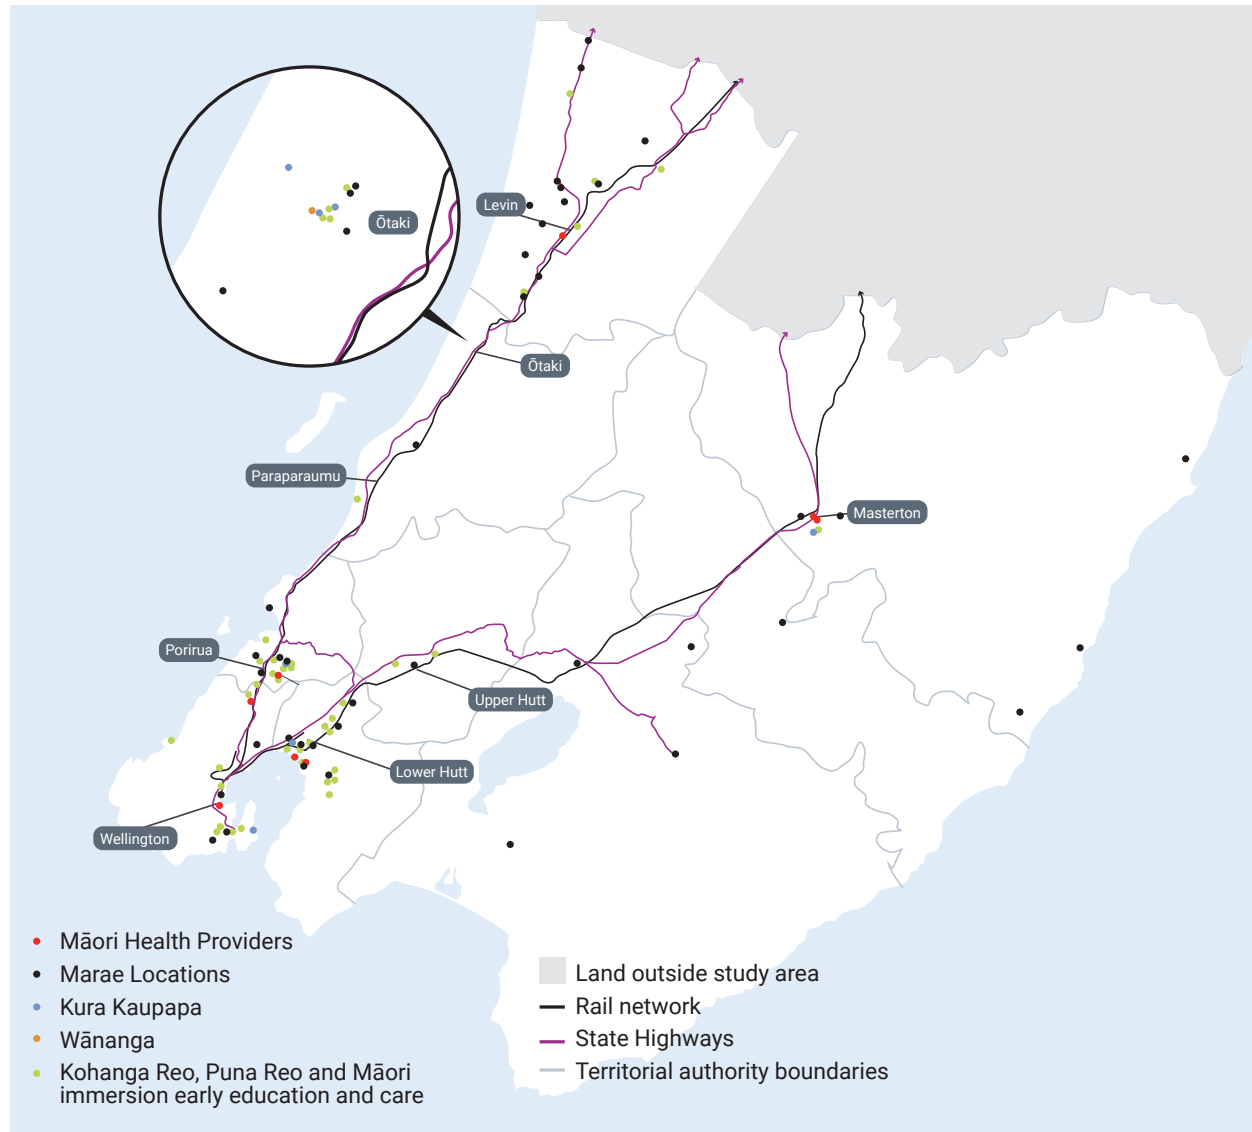 Ōtaki
Levin
Ōtaki
Paraparaumu
Masterton
Porirua
Upper Hutt
Lower Hutt
Wellington
Māori Health Providers
Marae Locations
Kura Kaupapa
Wānanga
Kohanga Reo, Puna Reo and Māori
immersion early education and care
Land outside study area
Rail network
State Highways
Territorial authority boundaries